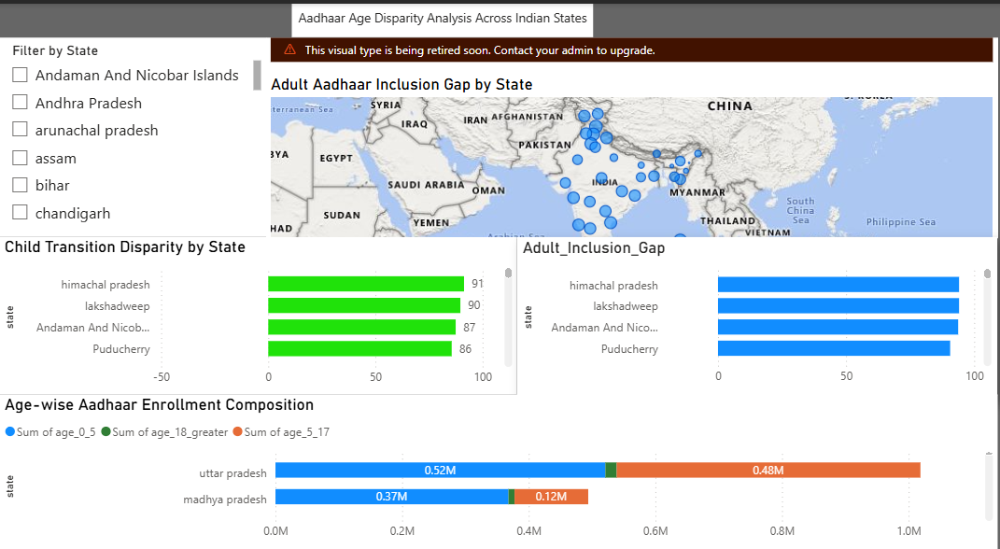 Aadhaar Age Disparity Analysis Across Indian States
Filter by State
Andaman And Nicobar Islands
Andhra Pradesh
arunachal pradesh
assam
bihar
chandigarh
This visual type is being retired soon. Contact your admin to upgrade.
Adult Aadhaar Inclusion Gap by State
terranean Sea
SYRIA
IRAQ
IRAN
AFGHANISTAN
CHINA
S. KOREA
PAKISTAN
BYA
EGYPT
SAUDI ARABIA
OMAN
INDIA
MYANMAR
SUDAN
YEMEN
HAD
THAILAND
VIETNAM
South
China
Sea
Philippine Sea
Arabian Sea
Child Transition Disparity by State
state
himachal pradesh
91
lakshadweep
90
Andaman And Nicob...
87
Puducherry
86
-50
0
50
100
Adult_Inclusion_Gap
state
himachal pradesh
lakshadweep
Andaman And Nico...
Puducherry
0
50
100
Age-wise Aadhaar Enrollment Composition
Sum of age_0_5 Sum of age_18_greater Sum of age_5_17
state
uttar pradesh
0.52M
0.48M
madhya pradesh
0.37M
0.12M
0.0M
0.2M
0.4M
0.6M
0.8M
1.0M